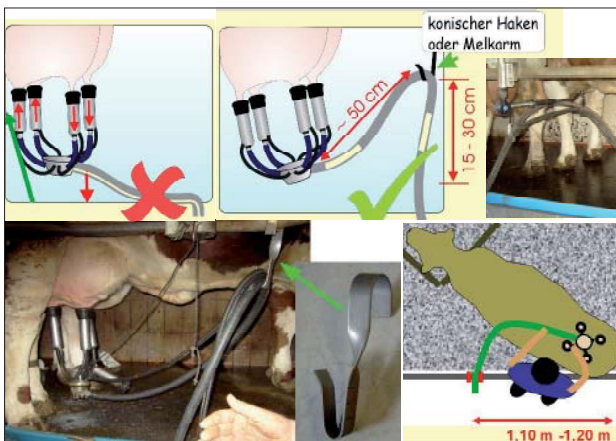 konischer Haken
oder Melkarm
~ 50 cm
15 - 30 cm
1.10 m -1.20 m